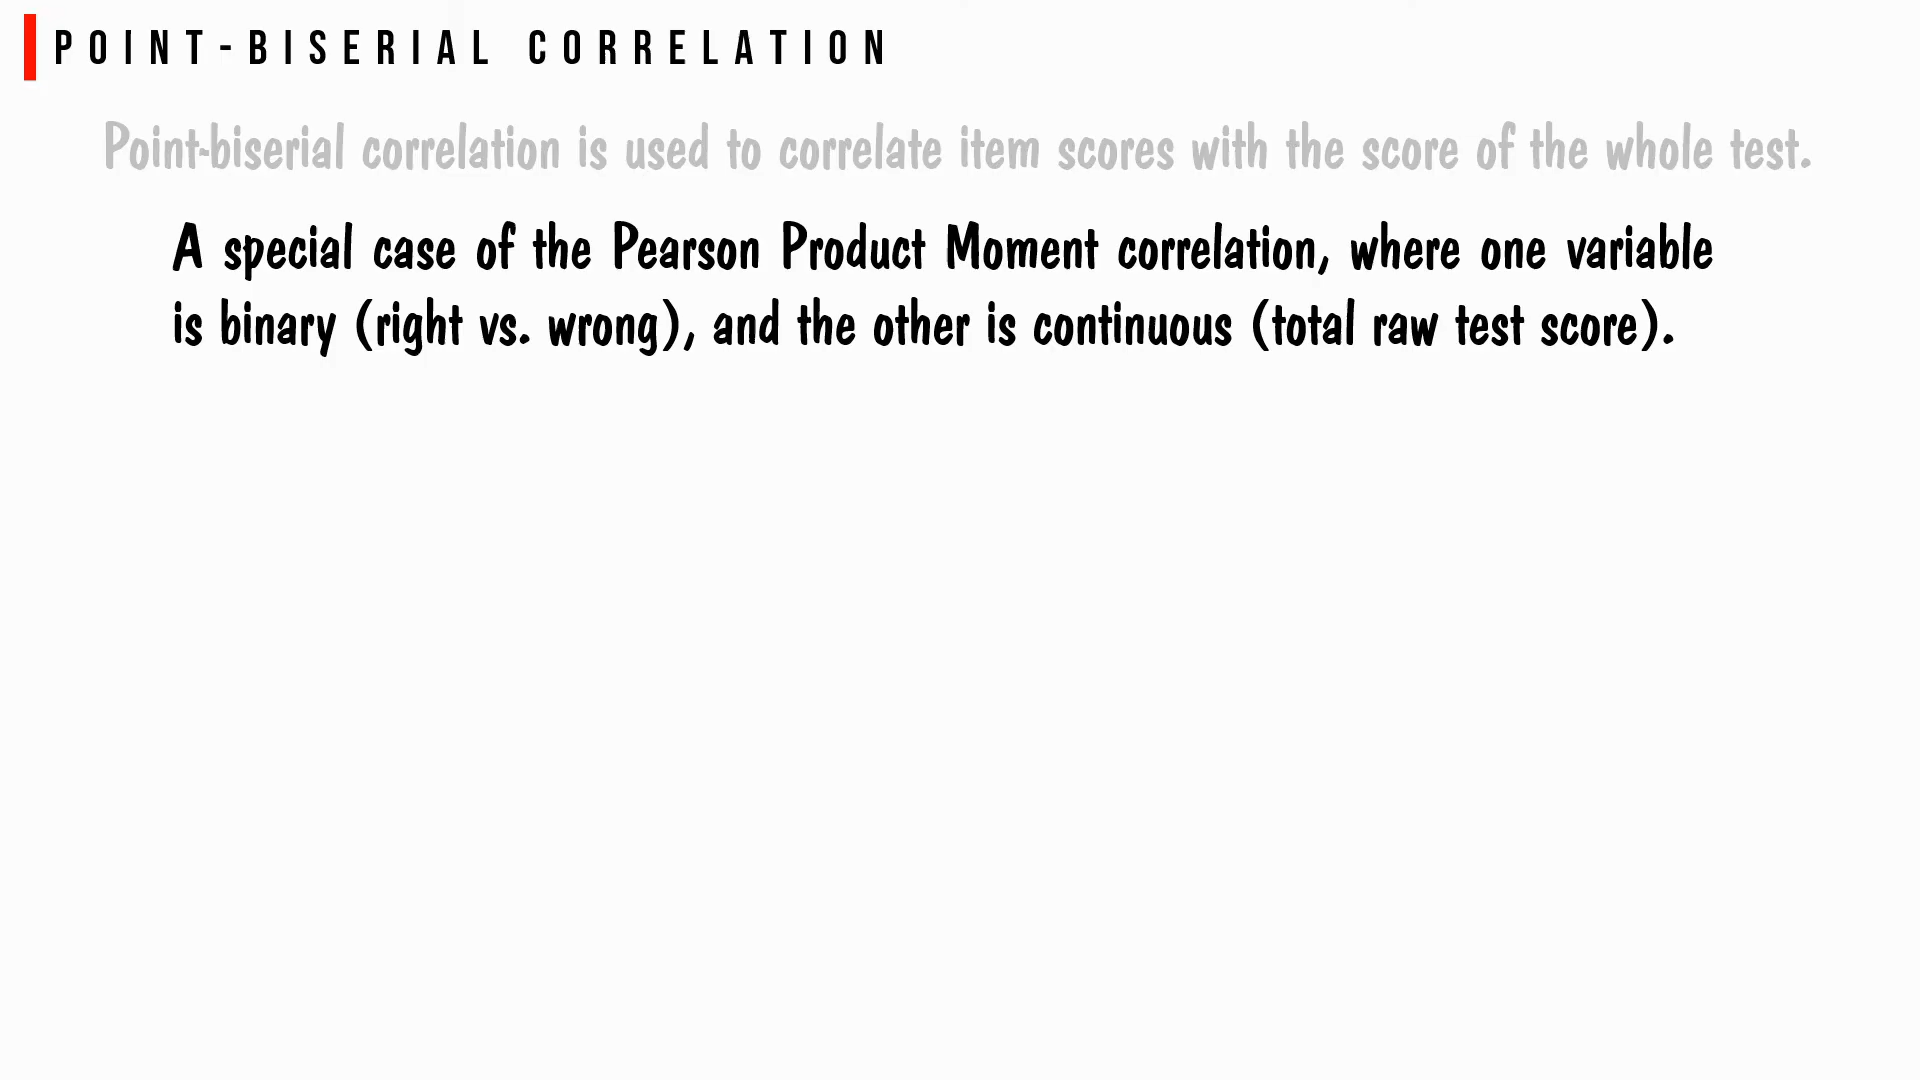 POINT-BISERIAL CORRELATION
Point-biserial correlation is used to correlate item scores with the score of the whole test.
A special case of the Pearson Product Moment correlation, where one variable
is binary (right vs. wrong), and the other is continuous (total raw test score).